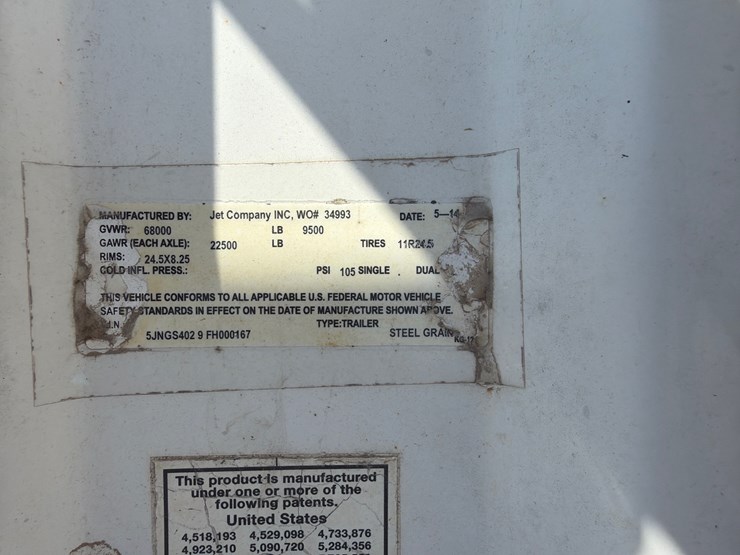 MANUFACTURED BY: Jet Company INC, WO# 34993 DATE: 5—14
GVWR: 68000 LB 9500
GAWR (EACH AXLE): 22500 LB TIRES 11R24.5
RIMS: 24.5X8.25
COLD INFL. PRESS.: PSI 105 SINGLE . DUAL
THIS VEHICLE CONFORMS TO ALL APPLICABLE U.S. FEDERAL MOTOR VEHICLE
SAFETY STANDARDS IN EFFECT ON THE DATE OF MANUFACTURE SHOWN ABOVE.
V.I.N. TYPE:TRAILER
5JNGS402 9 FH000167 STEEL GRAIN
This product is manufactured
under one or more of the
following patents.
United States
4,518,193 4,529,098 4,733,876
4,923,210 5,090,720 5,284,356